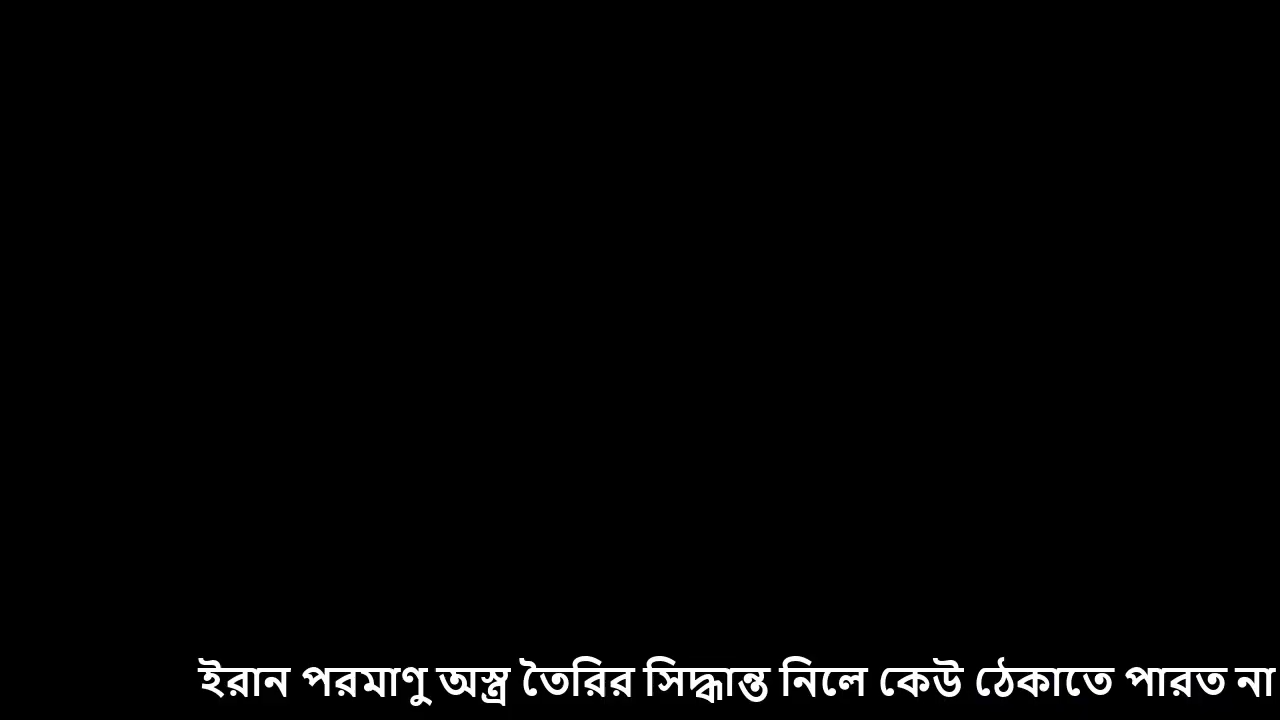 ইরান পরমাণু অস্ত্র তৈরির সিদ্ধান্ত নিলে কেউ ঠেকাতে পারত না